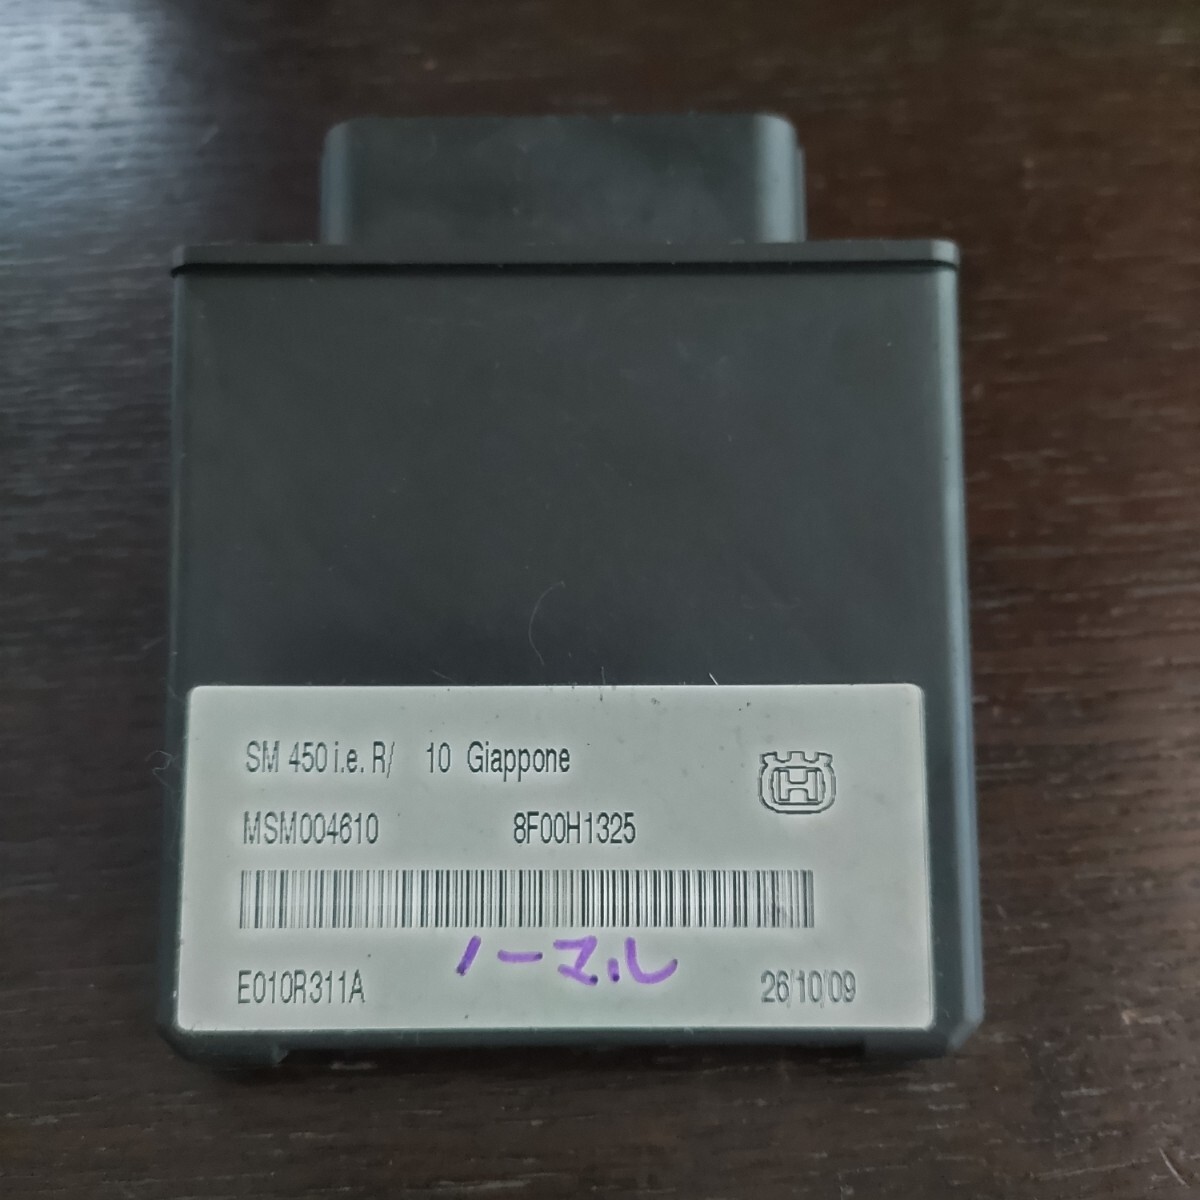 SM 450 i.e. R/ 10 Giappone
H
MSM004610 8F00H1325
ノーマル
E010R311A 26/10/09